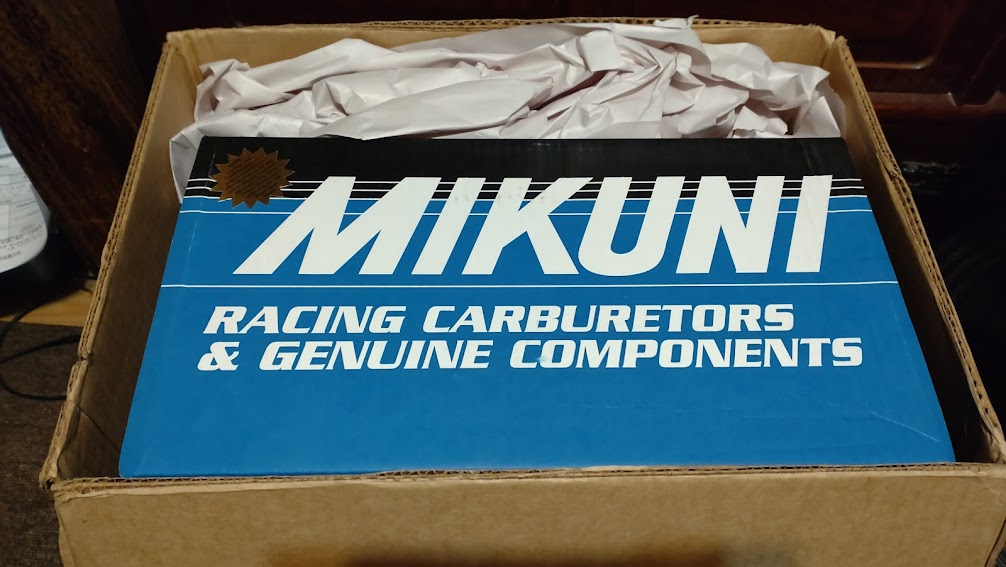 MIKUNI
RACING CARBURETORS
& GENUINE COMPONENTS